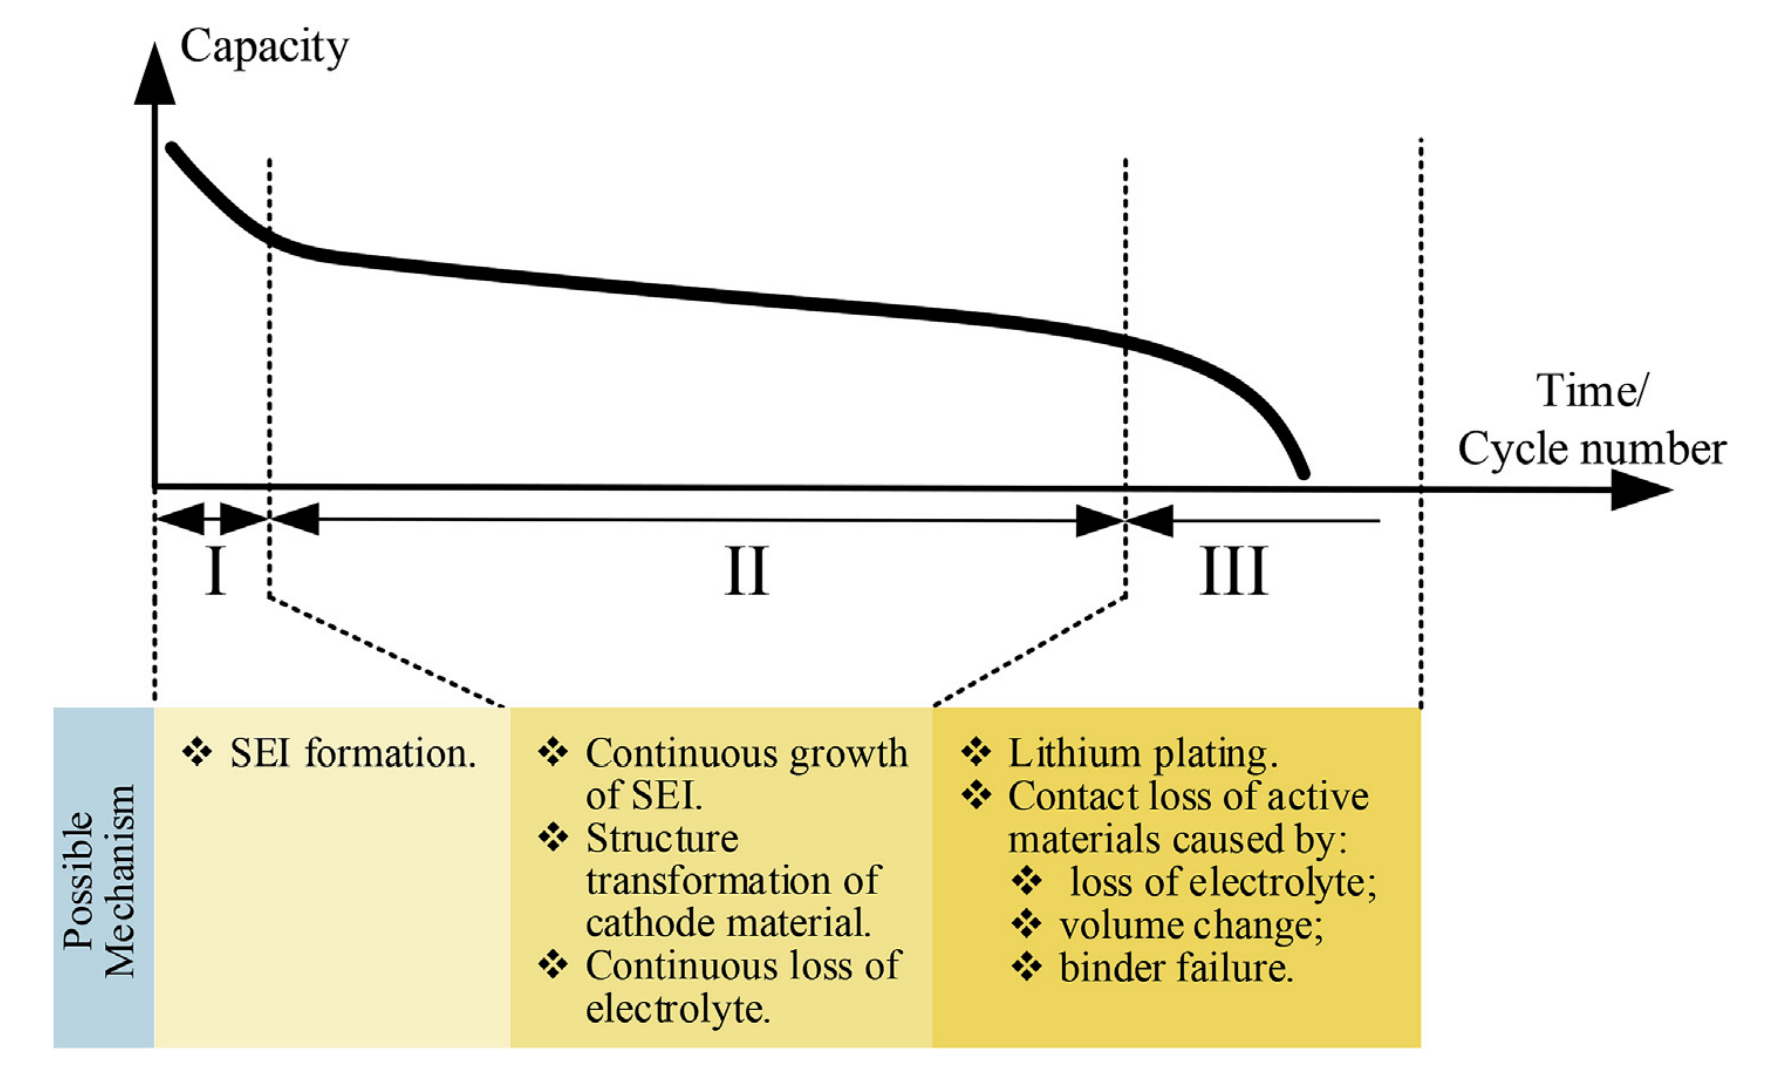 Capacity
Time/
Cycle number
I
II
III
Possible
Mechanism
❖ SEI formation.
❖ Continuous growth
of SEI.
❖ Structure
transformation of
cathode material.
❖ Continuous loss of
electrolyte.
❖ Lithium plating.
❖ Contact loss of active
materials caused by:
❖ loss of electrolyte;
❖ volume change;
❖ binder failure.